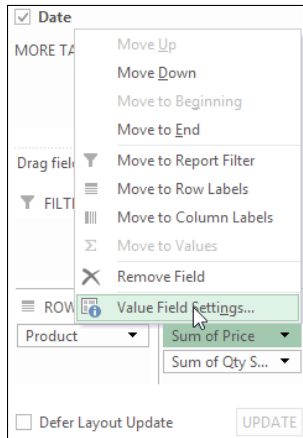 Date
Move Up
MORE TA
Move Down
Move to Beginning
Move to End
Drag fiel
Move to Report Filter
Move to Row Labels
FILTI
Move to Column Labels
Σ Move to Values
Remove Field
ROW
Value Field Settings...
Product
Sum of Price
Sum of Qty S...
Defer Layout Update
UPDATE